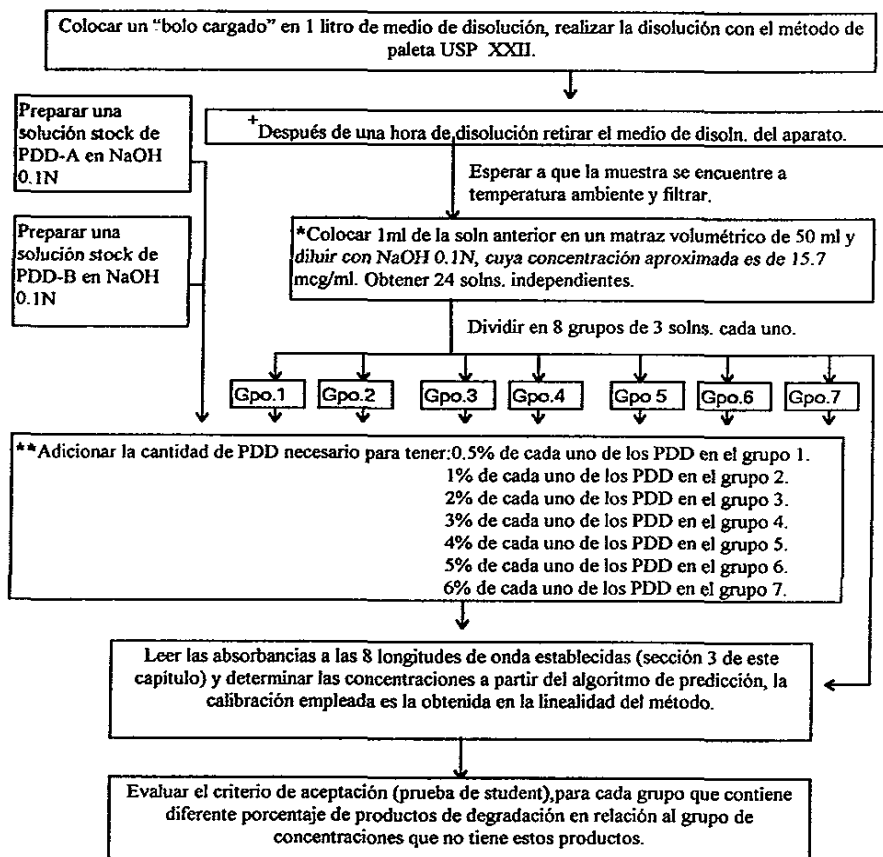 Colocar un "bolo cargado" en 1 litro de medio de disolución, realizar la disolución con el método de
paleta USP XXII.
Preparar una
solución stock de
PDD-A en NaOH
0.1N
+Después de una hora de disolución retirar el medio de disoln. del aparato.
Esperar a que la muestra se encuentre a
temperatura ambiente y filtrar.
Preparar una
solución stock de
PDD-B en NaOH
0.1N
*Colocar 1ml de la soln anterior en un matraz volumétrico de 50 ml y
diluir con NaOH 0.1N, cuya concentración aproximada es de 15.7
mcg/ml. Obtener 24 solns. independientes.
Dividir en 8 grupos de 3 solns. cada uno.
Gpo.1 Gpo.2 Gpo.3 Gpo.4 Gpo 5 Gpo.6 Gpo.7
**Adicionar la cantidad de PDD necesario para tener:0.5% de cada uno de los PDD en el grupo 1.
1% de cada uno de los PDD en el grupo 2.
2% de cada uno de los PDD en el grupo 3.
3% de cada uno de los PDD en el grupo 4.
4% de cada uno de los PDD en el grupo 5.
5% de cada uno de los PDD en el grupo 6.
6% de cada uno de los PDD en el grupo 7.
Leer las absorbancias a las 8 longitudes de onda establecidas (sección 3 de este
capítulo) y determinar las concentraciones a partir del algoritmo de predicción, la
calibración empleada es la obtenida en la linealidad del método.
Evaluar el criterio de aceptación (prueba de student),para cada grupo que contiene
diferente porcentaje de productos de degradación en relación al grupo de
concentraciones que no tiene estos productos.